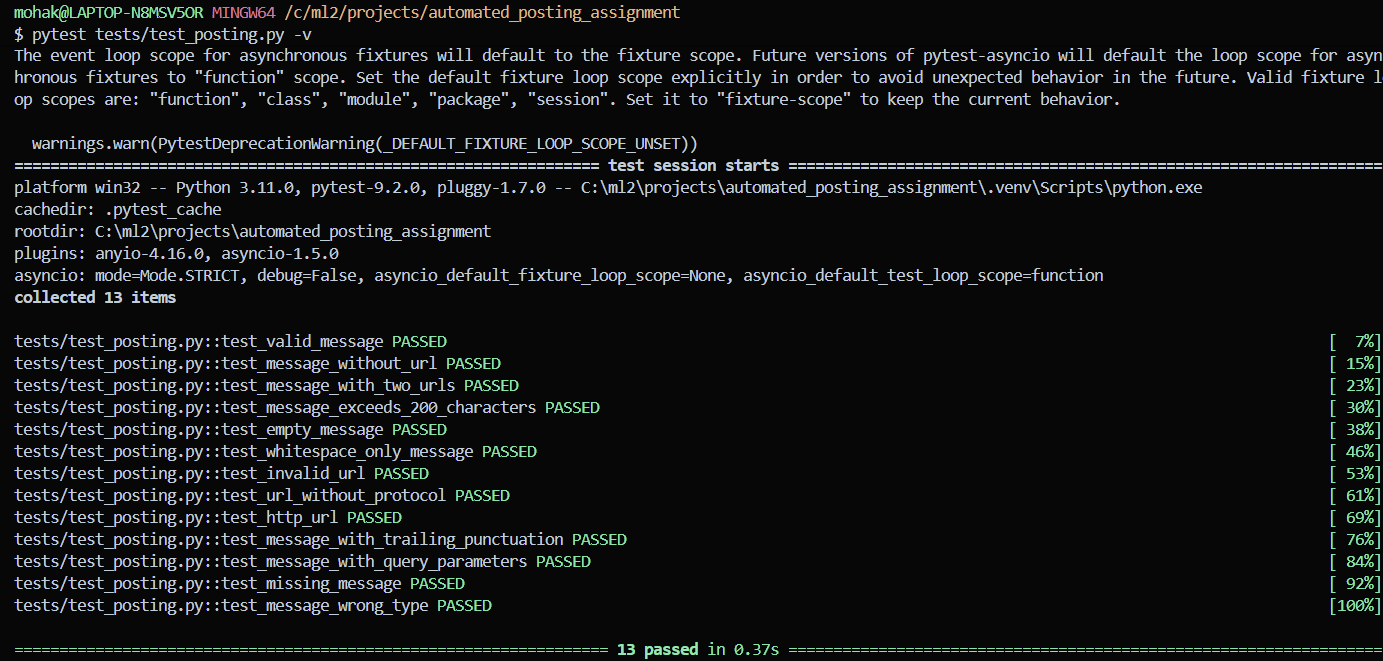 mohak@LAPTOP-N8MSV5OR MINGW64 /c/ml2/projects/automated_posting_assignment
$ pytest tests/test_posting.py -v
The event loop scope for asynchronous fixtures will default to the fixture scope. Future versions of pytest-asyncio will default the loop scope for asyn
hronous fixtures to "function" scope. Set the default fixture loop scope explicitly in order to avoid unexpected behavior in the future. Valid fixture l
op scopes are: "function", "class", "module", "package", "session". Set it to "fixture-scope" to keep the current behavior.
  warnings.warn(PytestDeprecationWarning(_DEFAULT_FIXTURE_LOOP_SCOPE_UNSET))
================================================================= test session starts ==================================================================
platform win32 -- Python 3.11.0, pytest-9.2.0, pluggy-1.7.0 -- C:\ml2\projects\automated_posting_assignment\.venv\Scripts\python.exe
cachedir: .pytest_cache
rootdir: C:\ml2\projects\automated_posting_assignment
plugins: anyio-4.16.0, asyncio-1.5.0
asyncio: mode=Mode.STRICT, debug=False, asyncio_default_fixture_loop_scope=None, asyncio_default_test_loop_scope=function
collected 13 items
tests/test_posting.py::test_valid_message PASSED [  7%]
tests/test_posting.py::test_message_without_url PASSED [ 15%]
tests/test_posting.py::test_message_with_two_urls PASSED [ 23%]
tests/test_posting.py::test_message_exceeds_200_characters PASSED [ 30%]
tests/test_posting.py::test_empty_message PASSED [ 38%]
tests/test_posting.py::test_whitespace_only_message PASSED [ 46%]
tests/test_posting.py::test_invalid_url PASSED [ 53%]
tests/test_posting.py::test_url_without_protocol PASSED [ 61%]
tests/test_posting.py::test_http_url PASSED [ 69%]
tests/test_posting.py::test_message_with_trailing_punctuation PASSED [ 76%]
tests/test_posting.py::test_message_with_query_parameters PASSED [ 84%]
tests/test_posting.py::test_missing_message PASSED [ 92%]
tests/test_posting.py::test_message_wrong_type PASSED [100%]
================================================================== 13 passed in 0.37s ==================================================================